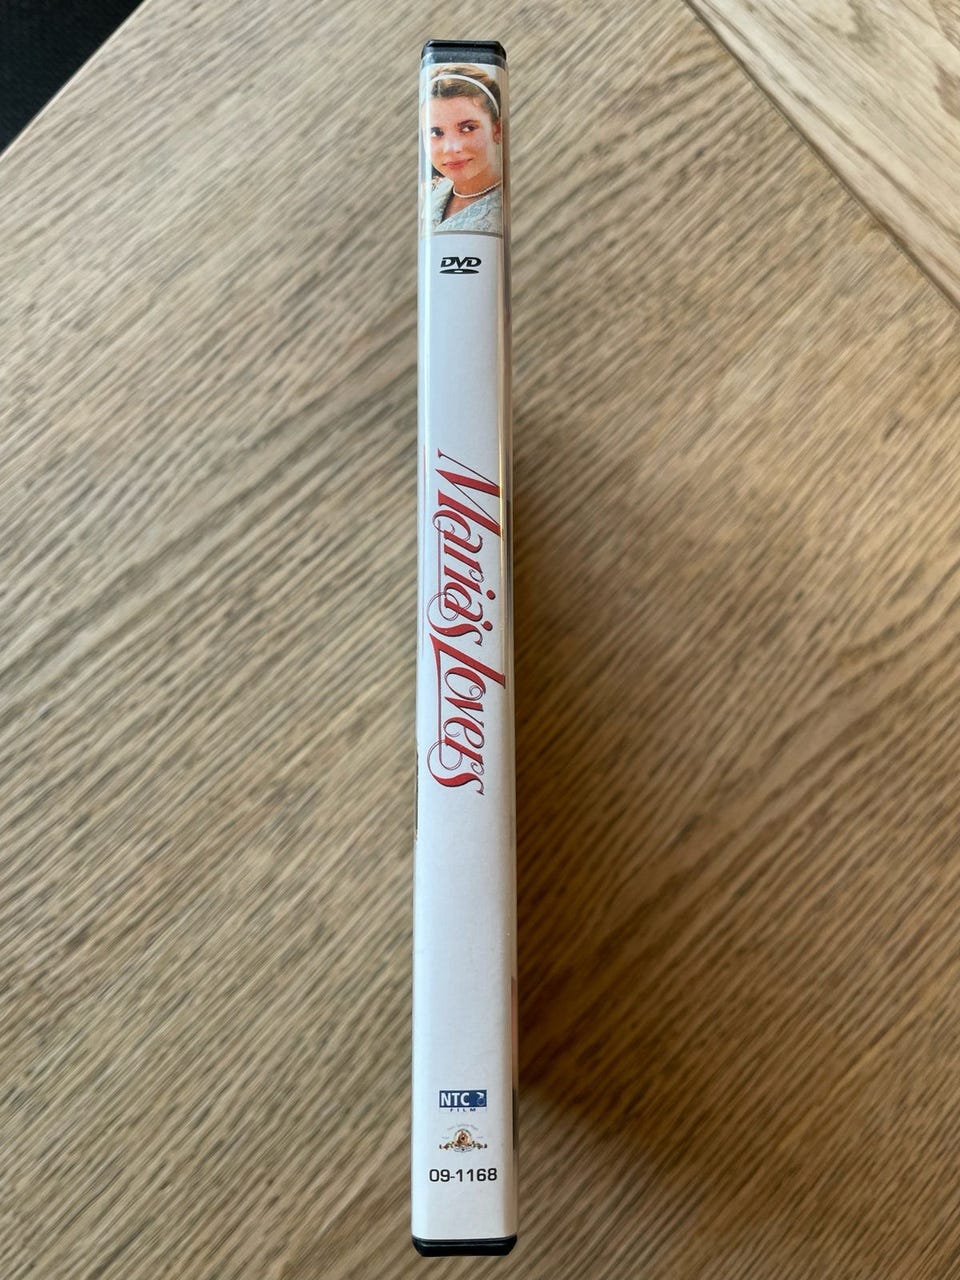 DVD
Maria's Lovers
NTC
FILM
09-1168